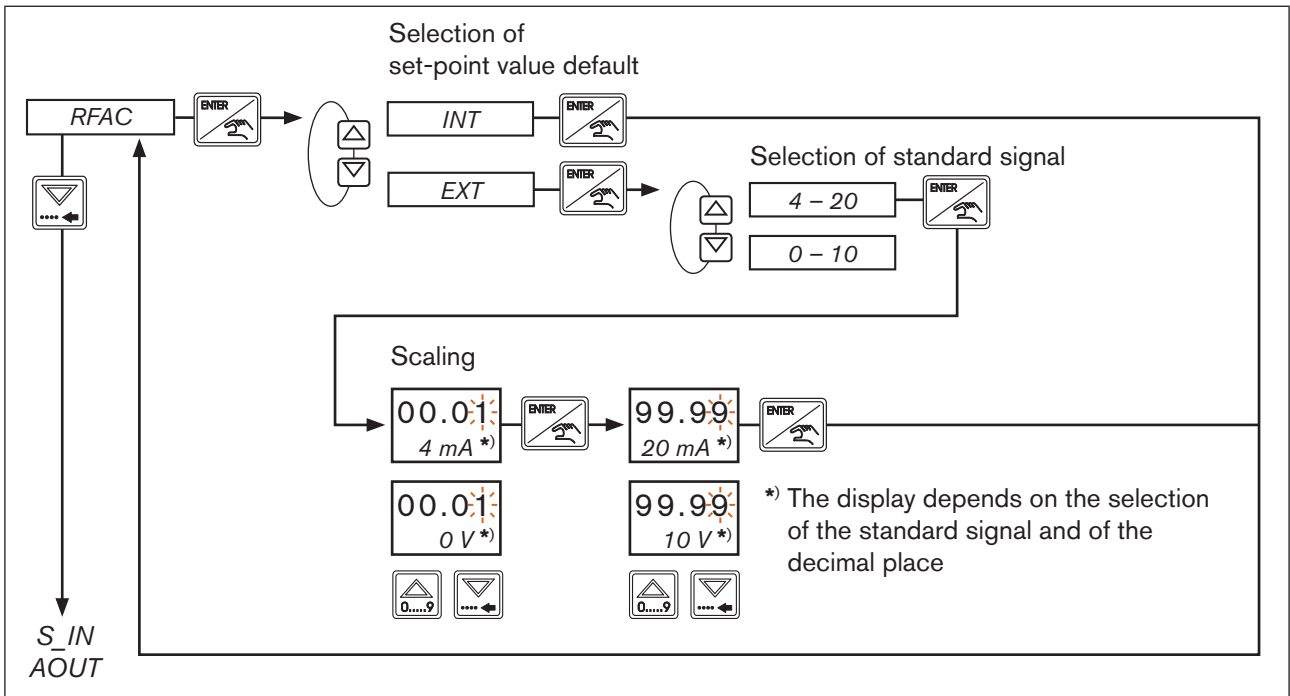 Selection of
set-point value default
RFAC
ENTER
INT
ENTER
EXT
ENTER
Selection of standard signal
4 – 20
ENTER
0 – 10
Scaling
00.01
4 mA *)
ENTER
99.99
20 mA *)
ENTER
00.01
0 V *)
99.99
10 V *)
*) The display depends on the selection
of the standard signal and of the
decimal place
0.....9
....
0.....9
....
....
S_IN
AOUT